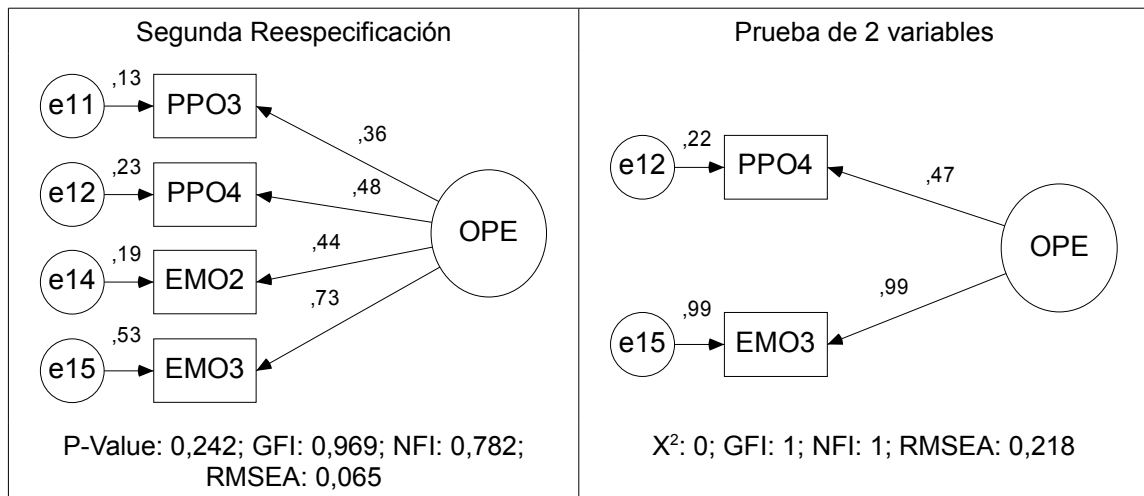 Segunda Reespecificación
,13
e11
PPO3
,36
,23
e12
PPO4
,48
OPE
,19
e14
EMO2
,44
,53
e15
EMO3
,73
P-Value: 0,242; GFI: 0,969; NFI: 0,782;
RMSEA: 0,065
Prueba de 2 variables
,22
e12
PPO4
,47
OPE
,99
e15
EMO3
,99
X²: 0; GFI: 1; NFI: 1; RMSEA: 0,218